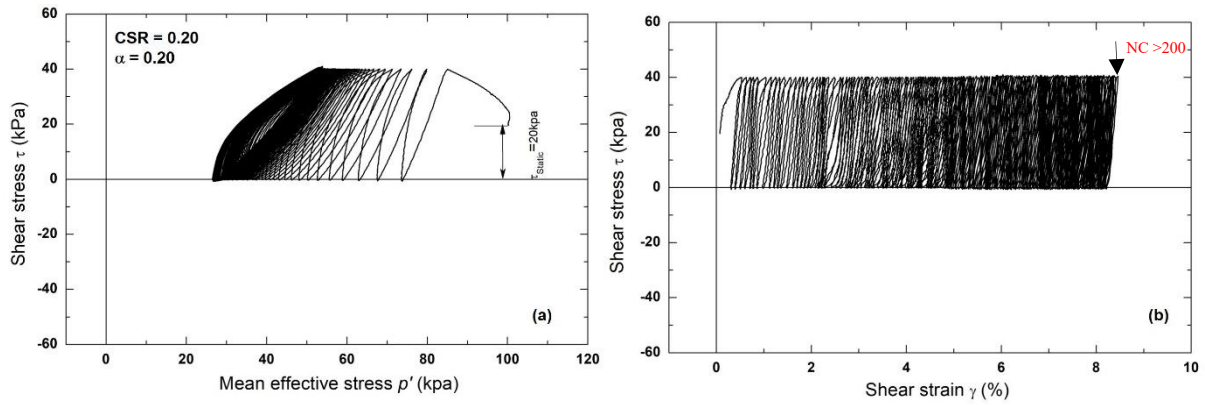 CSR = 0.20
α = 0.20
60
40
20
0
-20
-40
-60
Shear stress τ (kPa)
τStatic=20kpa
(a)
0
20
40
60
80
100
120
Mean effective stress p' (kpa)
NC >200
60
40
20
0
-20
-40
-60
Shear stress τ (kpa)
(b)
0
2
4
6
8
10
Shear strain γ (%)